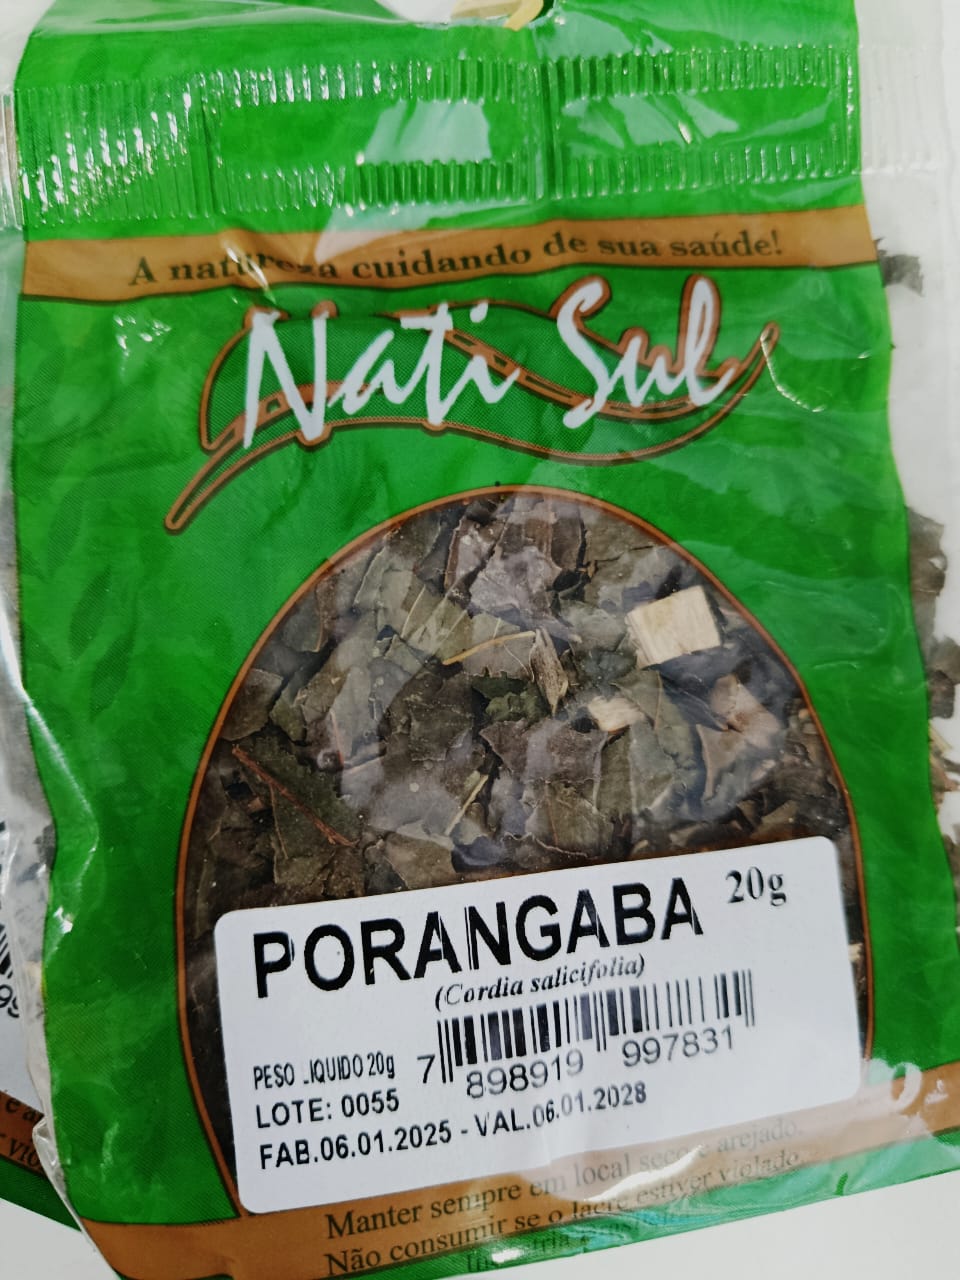 A natureza cuidando de sua saúde!
Nati Sul
PORANGABA 20g
(Cordia salicifolia)
PESO LIQUIDO 20g
7 898919 997831
LOTE: 0055
FAB.06.01.2025 - VAL.06.01.2028
Manter sempre em local seco e arejado.
Não consumir se o lacre estiver violado.